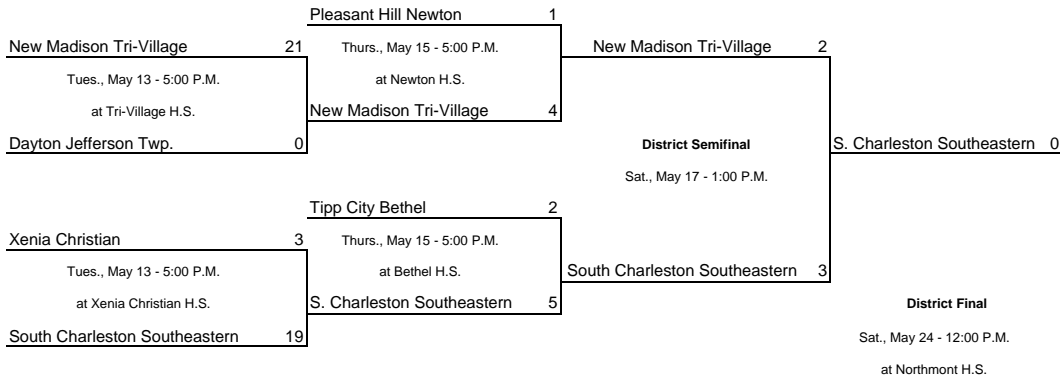 Pleasant Hill Newton 1
New Madison Tri-Village 21
Thurs., May 15 - 5:00 P.M.
New Madison Tri-Village 2
Tues., May 13 - 5:00 P.M.
at Newton H.S.
at Tri-Village H.S.
New Madison Tri-Village 4
Dayton Jefferson Twp. 0
District Semifinal
S. Charleston Southeastern 0
Sat., May 17 - 1:00 P.M.
Tipp City Bethel 2
Xenia Christian 3
Thurs., May 15 - 5:00 P.M.
Tues., May 13 - 5:00 P.M.
at Bethel H.S.
South Charleston Southeastern 3
at Xenia Christian H.S.
S. Charleston Southeastern 5
District Final
South Charleston Southeastern 19
Sat., May 24 - 12:00 P.M.
at Northmont H.S.